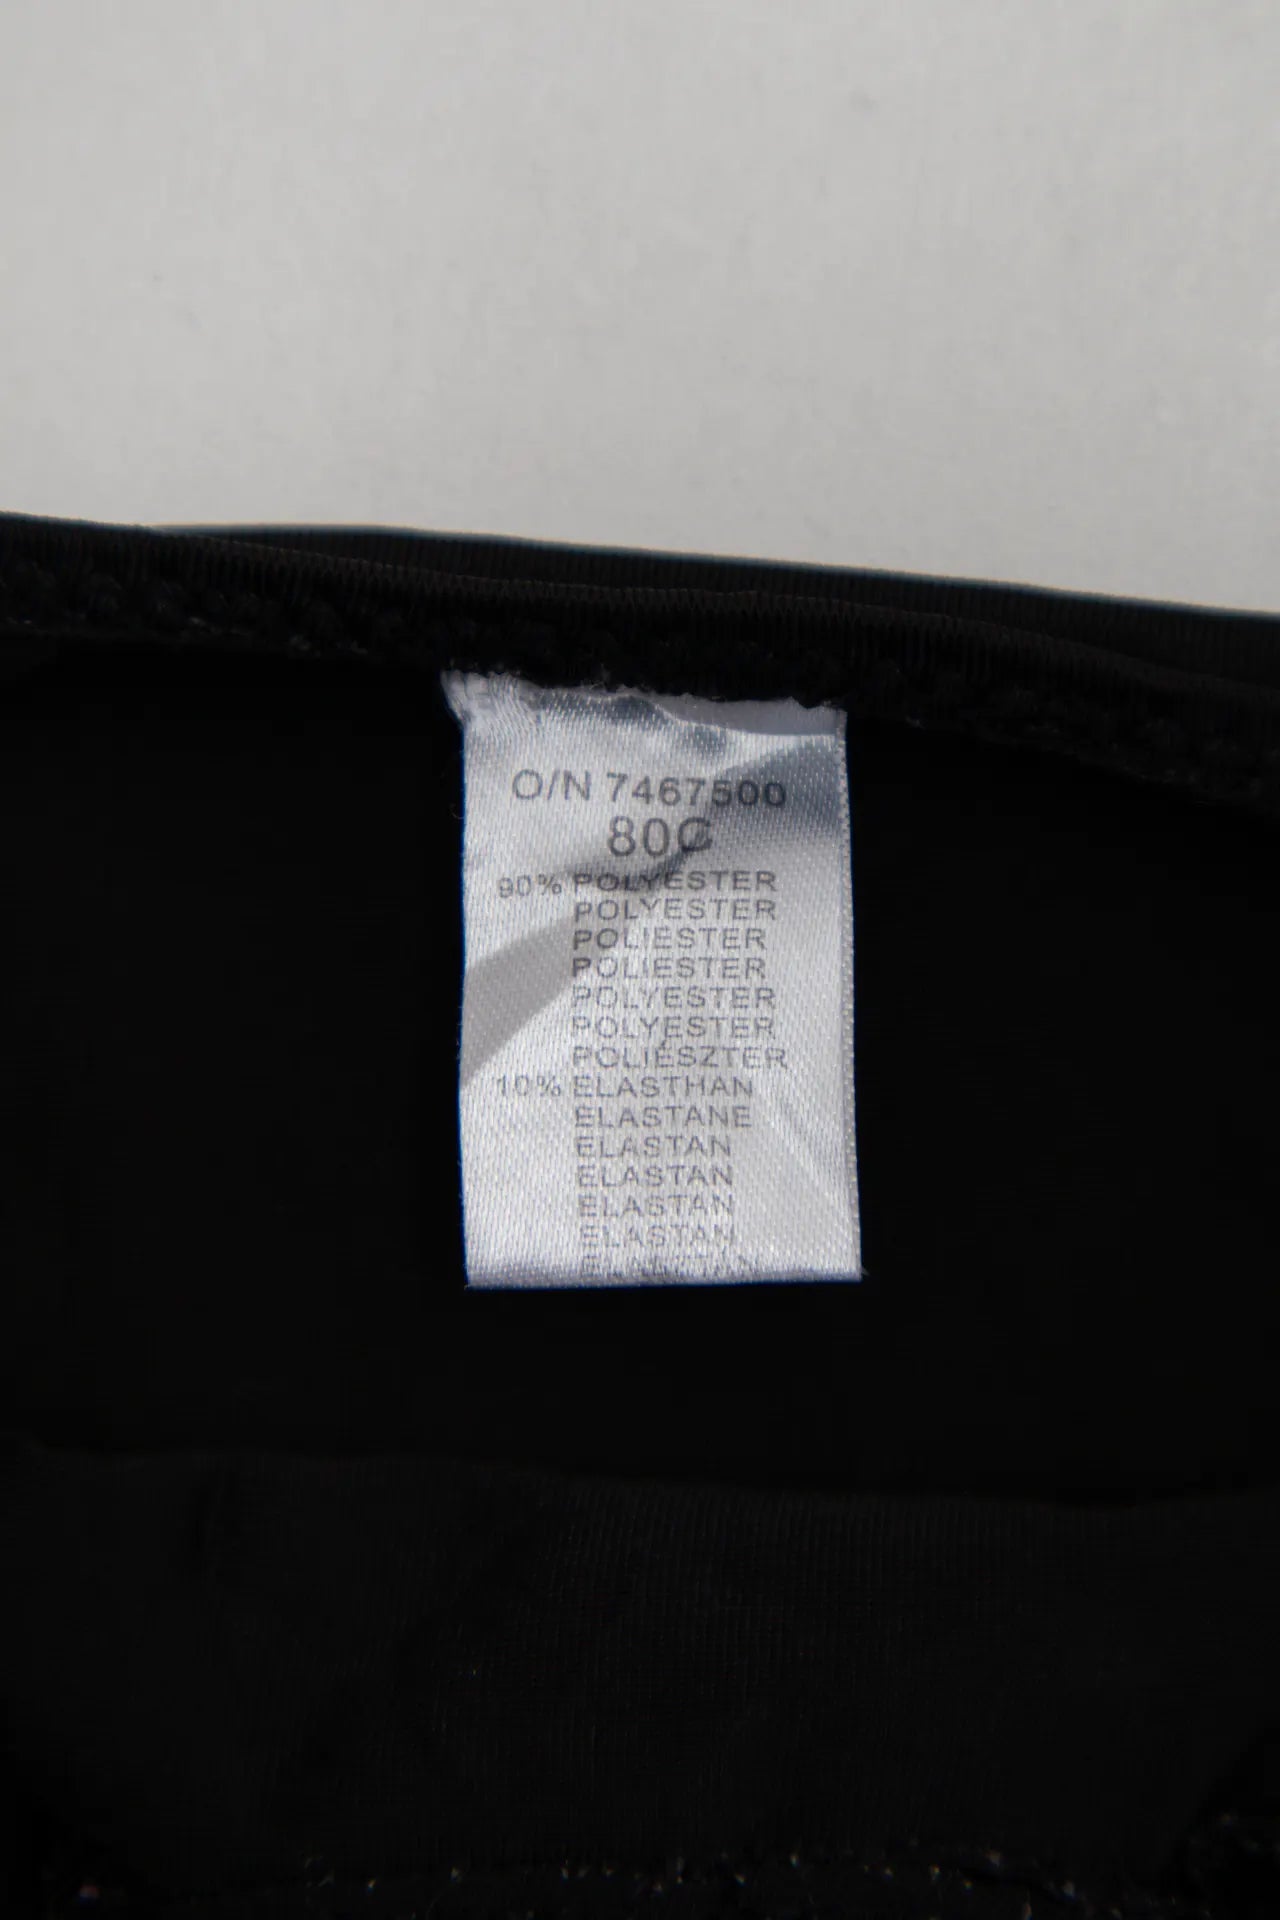 O/N 7467500
80C
90% POLYESTER
POLYESTER
POLIESTER
POLIESTER
POLYESTER
POLYESTER
POLIÉSZTER
10% ELASTHAN
ELASTANE
ELASTAN
ELASTAN
ELASTAN
ELASTAN